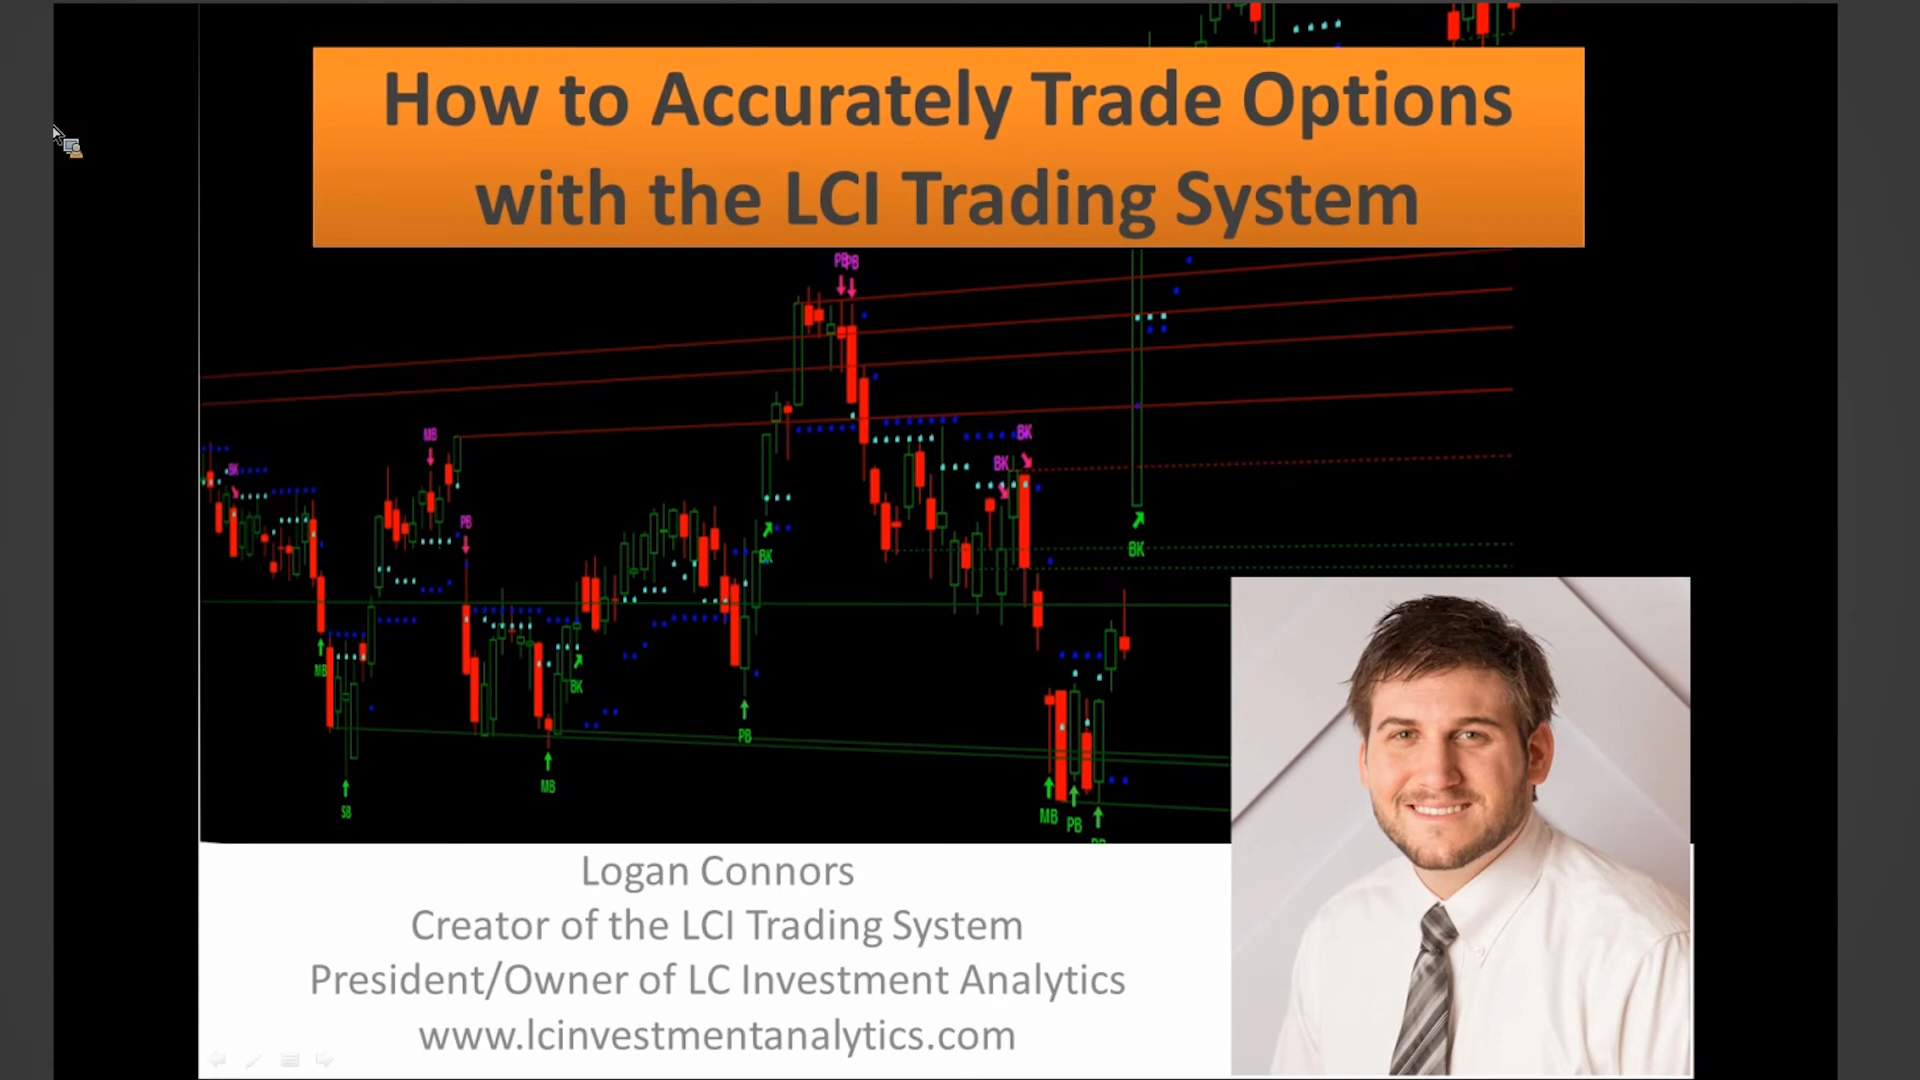 How to Accurately Trade Options
with the LCI Trading System
PB PB
MB
BK
BK
BK
PB
BK
BK
MB
BK
PB
MB
SB
MB
PB
Logan Connors
Creator of the LCI Trading System
President/Owner of LC Investment Analytics
www.lcinvestmentanalytics.com